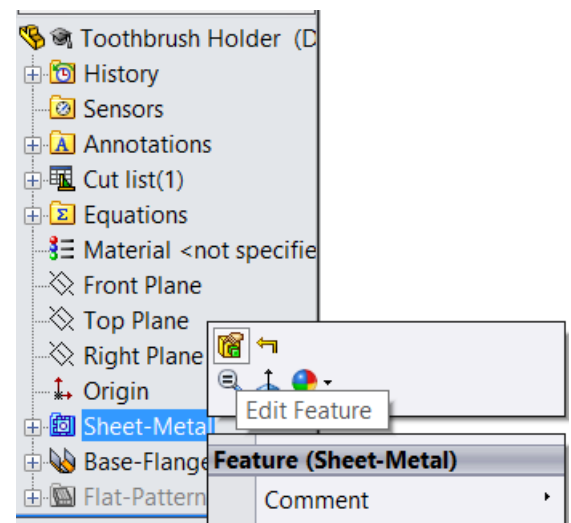 Toothbrush Holder (D
History
Sensors
A Annotations
Cut list(1)
Σ Equations
Material <not specifie
Front Plane
Top Plane
Right Plane
Origin
Edit Feature
Sheet-Metal
Base-Flange
Feature (Sheet-Metal)
Flat-Pattern
Comment